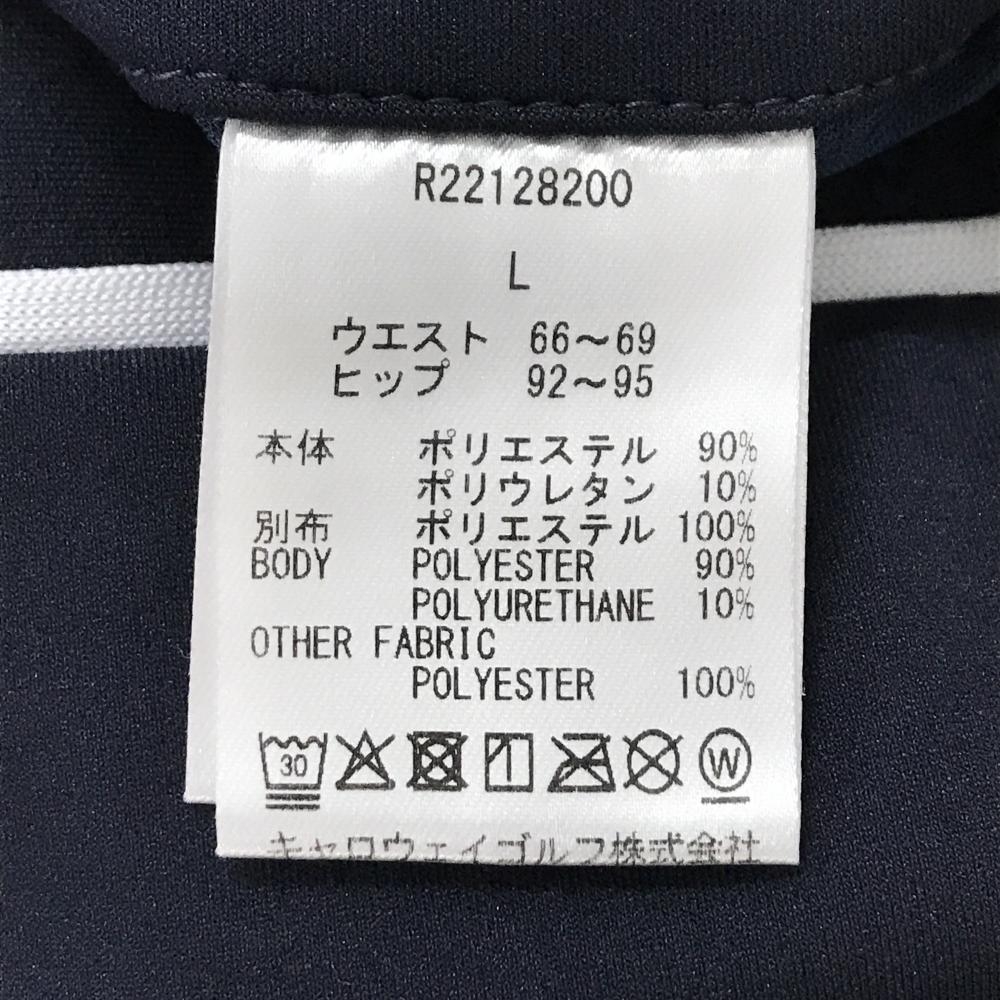 R22128200
L
ウエスト 66～69
ヒップ 92～95
本体 ポリエステル 90%
ポリウレタン 10%
別布 ポリエステル 100%
BODY POLYESTER 90%
POLYURETHANE 10%
OTHER FABRIC
POLYESTER 100%
30 W
キャロウェイゴルフ株式会社